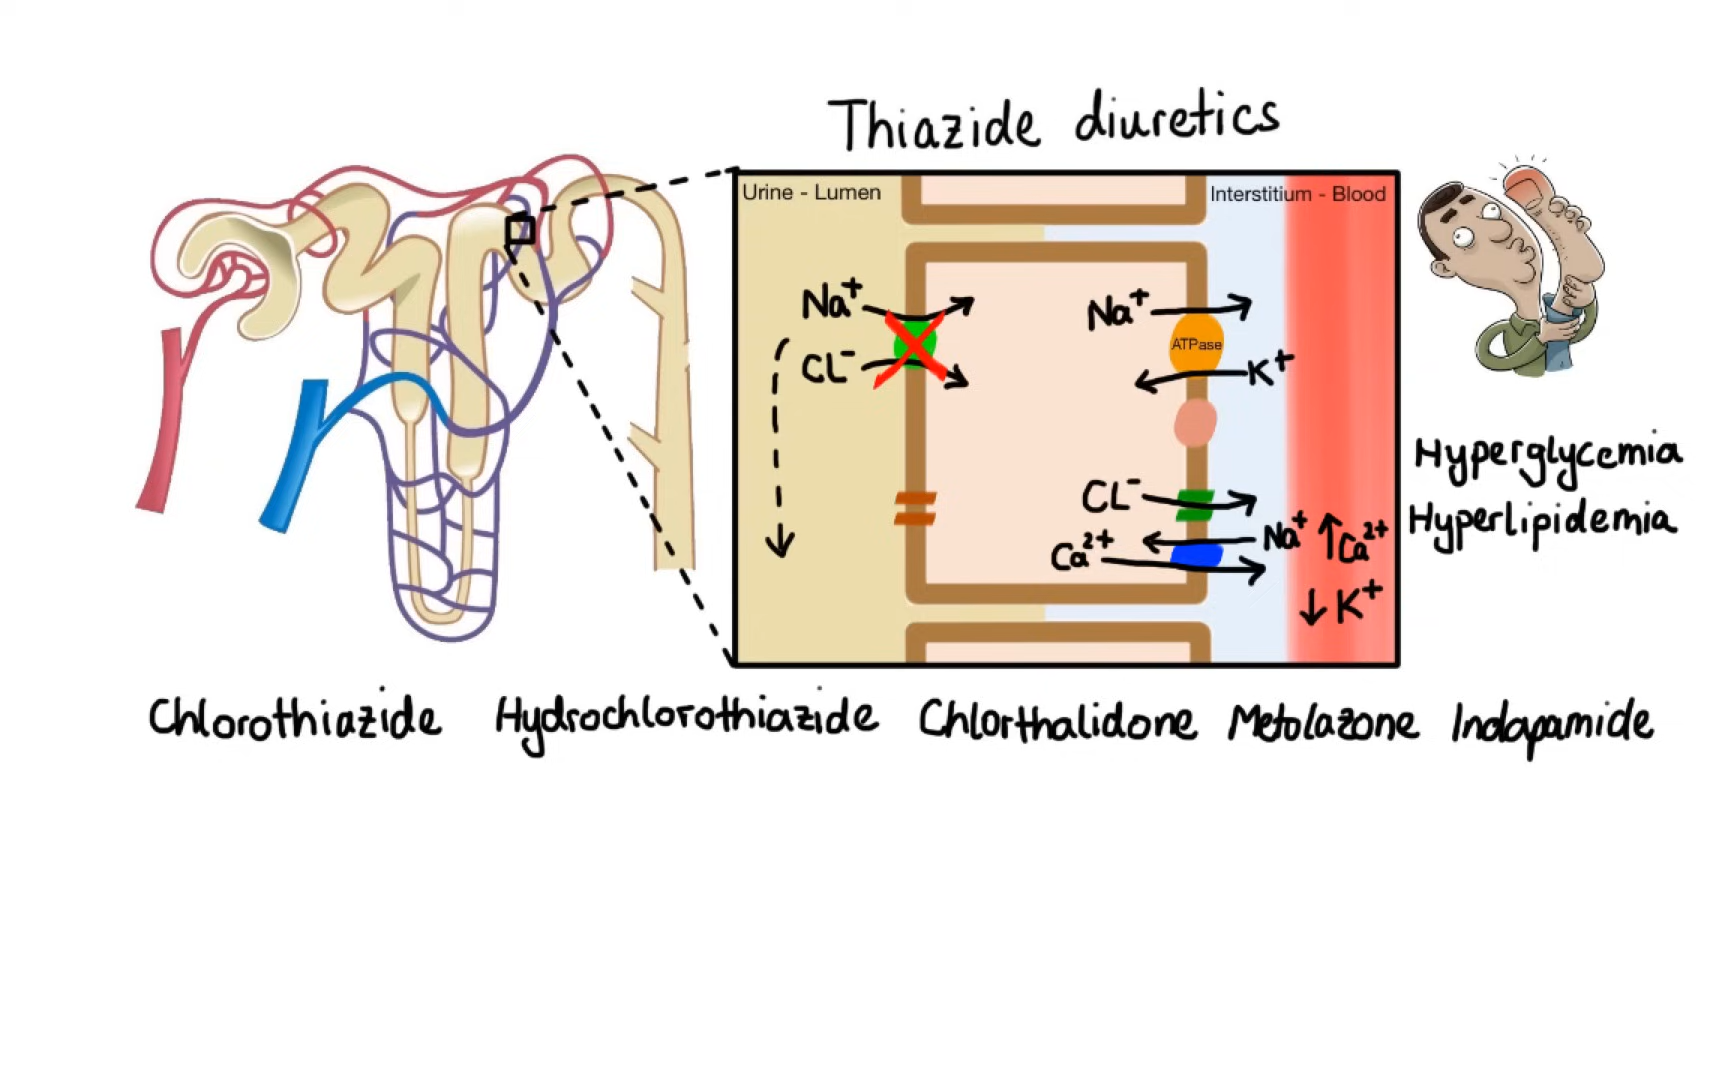 Thiazide diuretics
Urine - Lumen
Interstitium - Blood
Na⁺
CL⁻
Na⁺
ATPase
K⁺
CL⁻
Na⁺
Ca²⁺
↑Ca²⁺
↓K⁺
Hyperglycemia
Hyperlipidemia
Chlorothiazide Hydrochlorothiazide Chlorthalidone Metolazone Indapamide